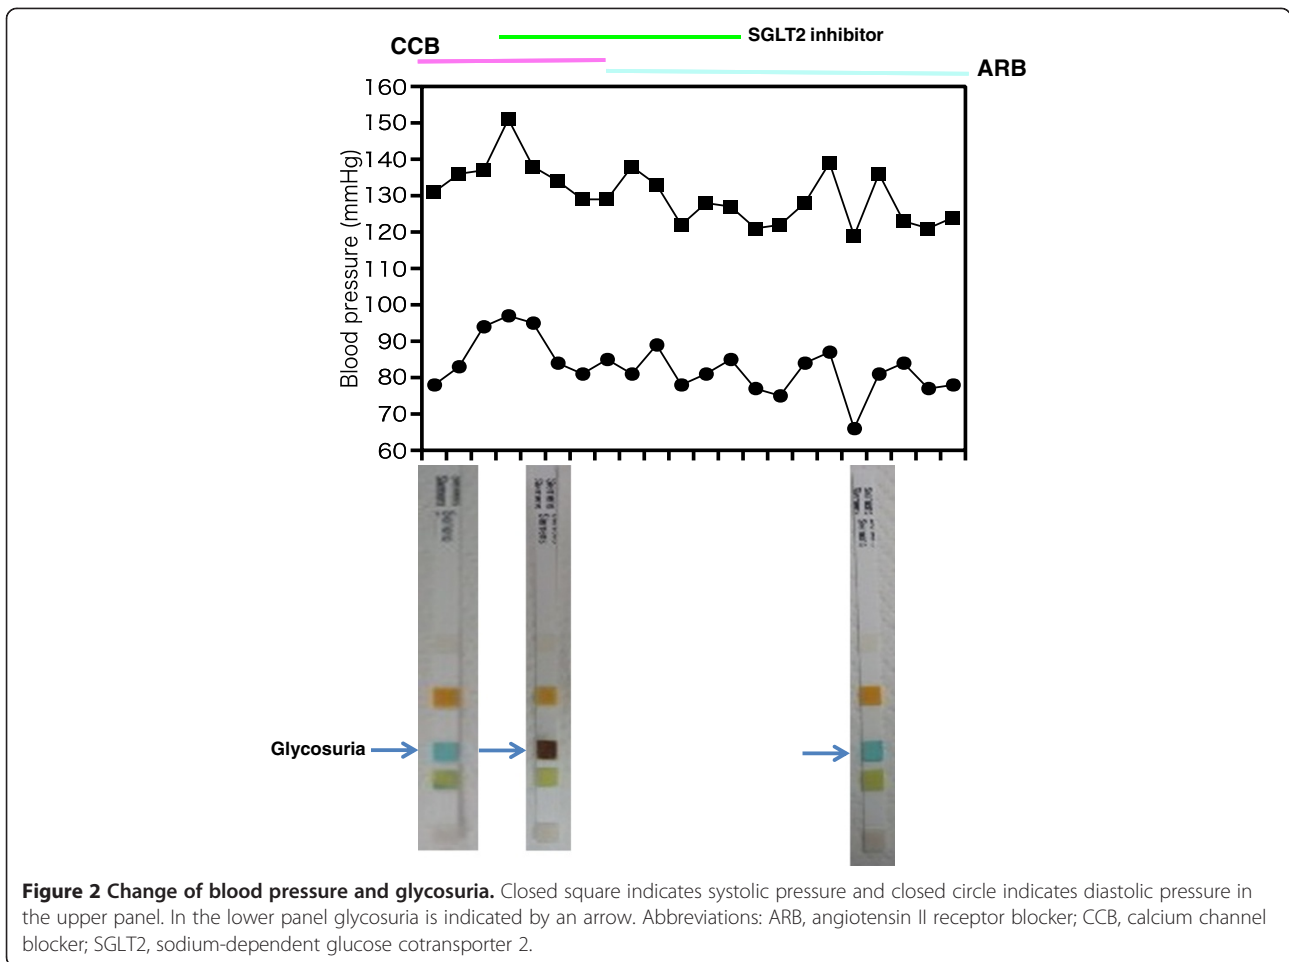 SGLT2 inhibitor
CCB
ARB
160
150
140
130
120
110
100
90
80
70
60
Blood pressure (mmHg)
Glycosuria
Figure 2 Change of blood pressure and glycosuria. Closed square indicates systolic pressure and closed circle indicates diastolic pressure in
the upper panel. In the lower panel glycosuria is indicated by an arrow. Abbreviations: ARB, angiotensin II receptor blocker; CCB, calcium channel
blocker; SGLT2, sodium-dependent glucose cotransporter 2.